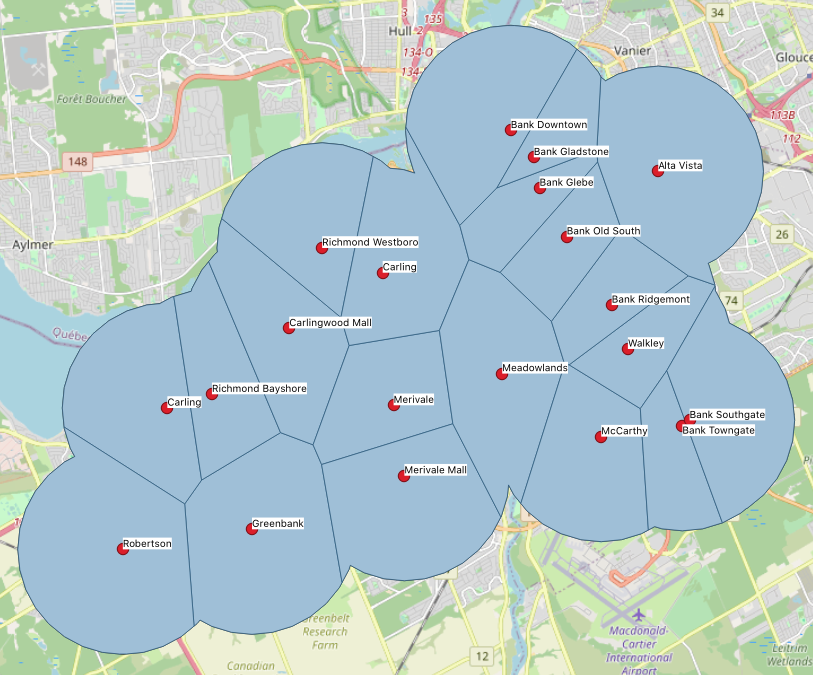 3
135
34
Hull
2
Vanier
134-O
Glouce
134-
Forêt Boucher
113B
112
Bank Downtown
Bank Gladstone
Alta Vista
148
Bank Glebe
Bank Old South
26
Aylmer
Richmond Westboro
Carling
Bank Ridgemont
74
Carlingwood Mall
Québec
Walkley
Meadowlands
Richmond Bayshore
Carling
Merivale
Bank Southgate
McCarthy
Bank Towngate
Merivale Mall
Greenbank
Robertson
Greenbelt
Research
Farm
Macdonald-
Cartier
International
Airport
12
Canadian
Leitrim
Wetlands